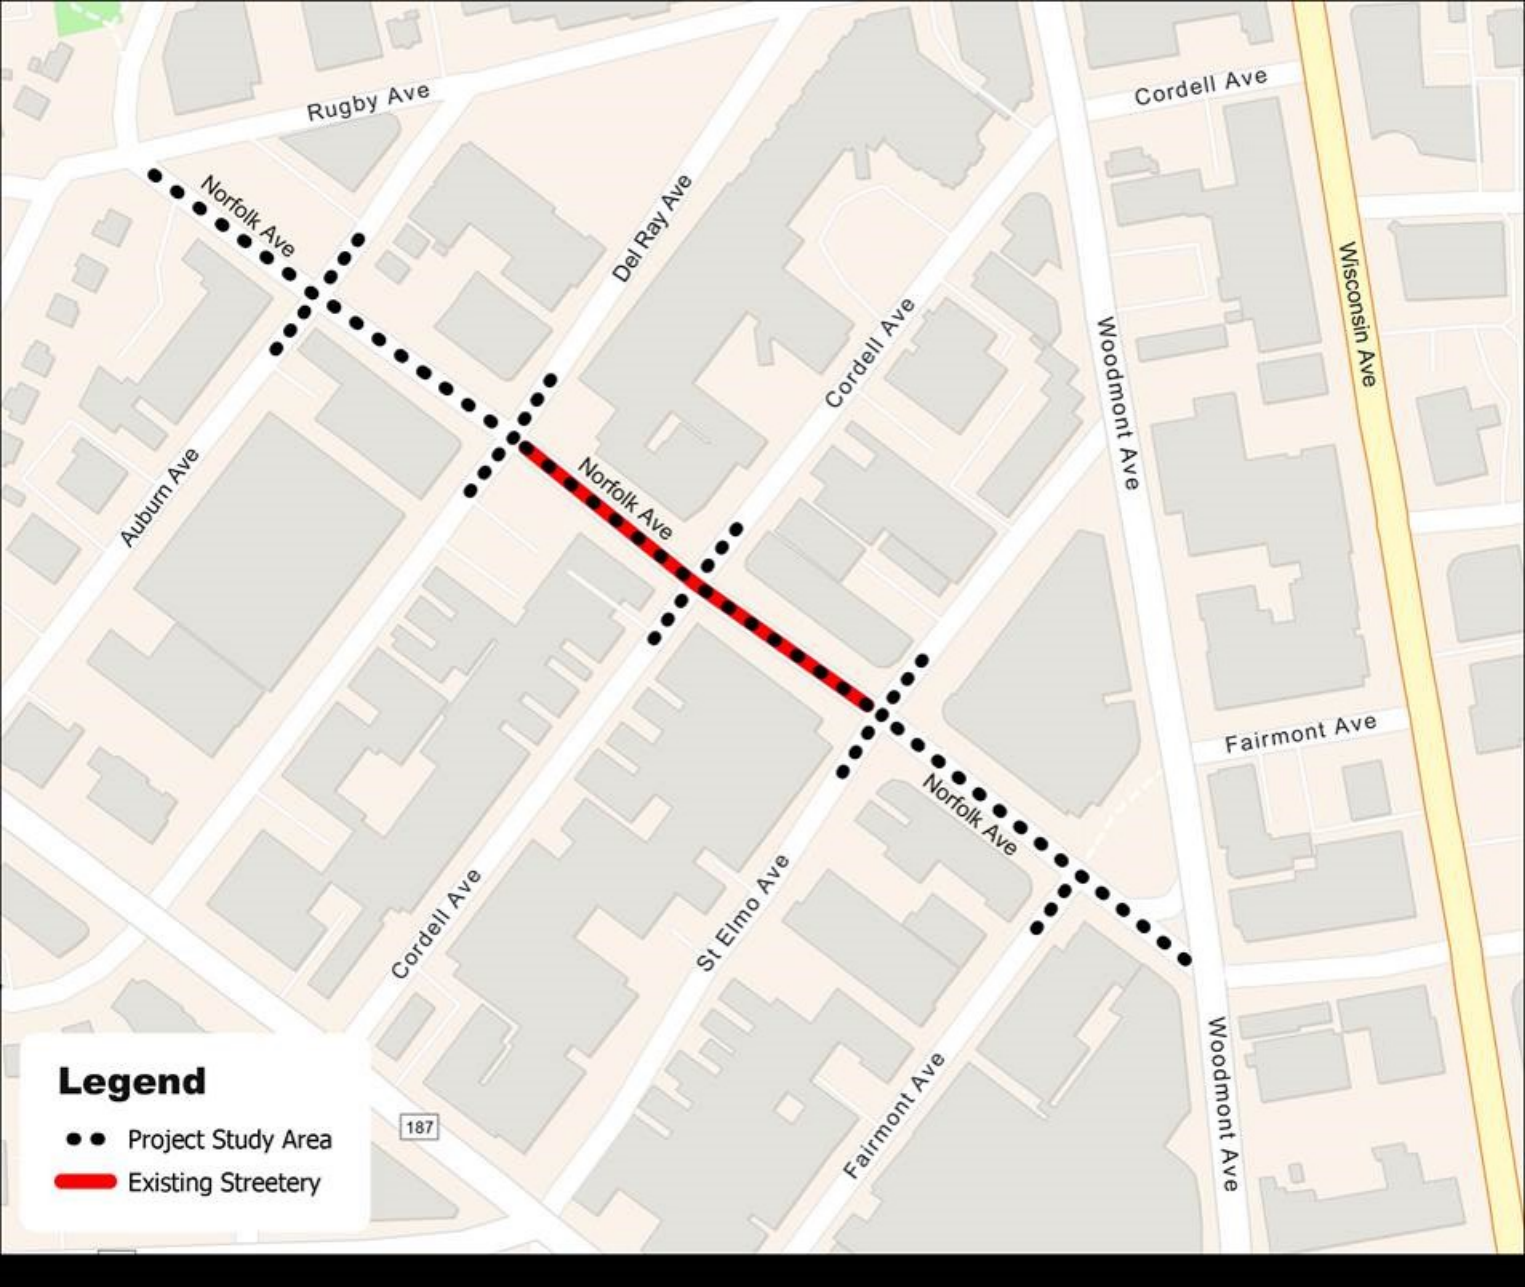 Rugby Ave
Cordell Ave
Norfolk Ave
Del Ray Ave
Wisconsin Ave
Cordell Ave
Woodmont Ave
Auburn Ave
Norfolk Ave
Fairmont Ave
Norfolk Ave
Cordell Ave
St Elmo Ave
Woodmont Ave
Fairmont Ave
187
Legend
Project Study Area
Existing Streetery